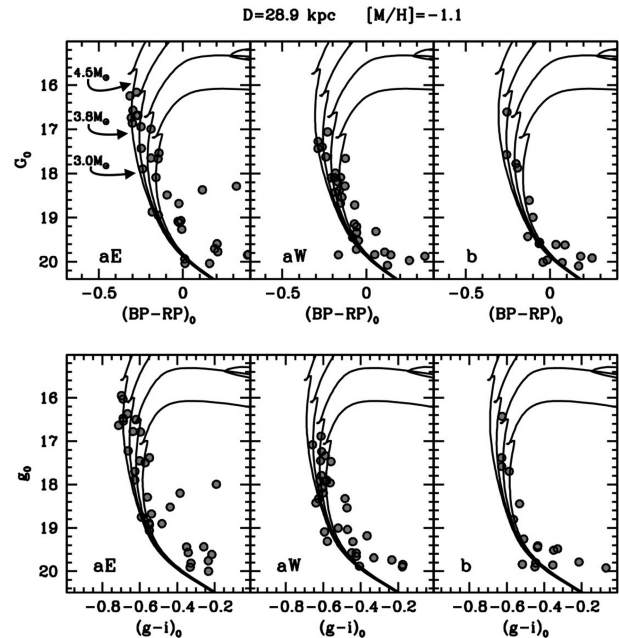 D=28.9 kpc [M/H]=−1.1
4.5M⊙
3.8M⊙
3.0M⊙
16
17
18
19
20
G₀
aE
aW
b
−0.5 0
−0.5 0
−0.5 0
(BP−RP)₀
(BP−RP)₀
(BP−RP)₀
16
17
18
19
20
g₀
aE
aW
b
−0.8 −0.6 −0.4 −0.2
−0.8 −0.6 −0.4 −0.2
−0.8 −0.6 −0.4 −0.2
(g−i)₀
(g−i)₀
(g−i)₀